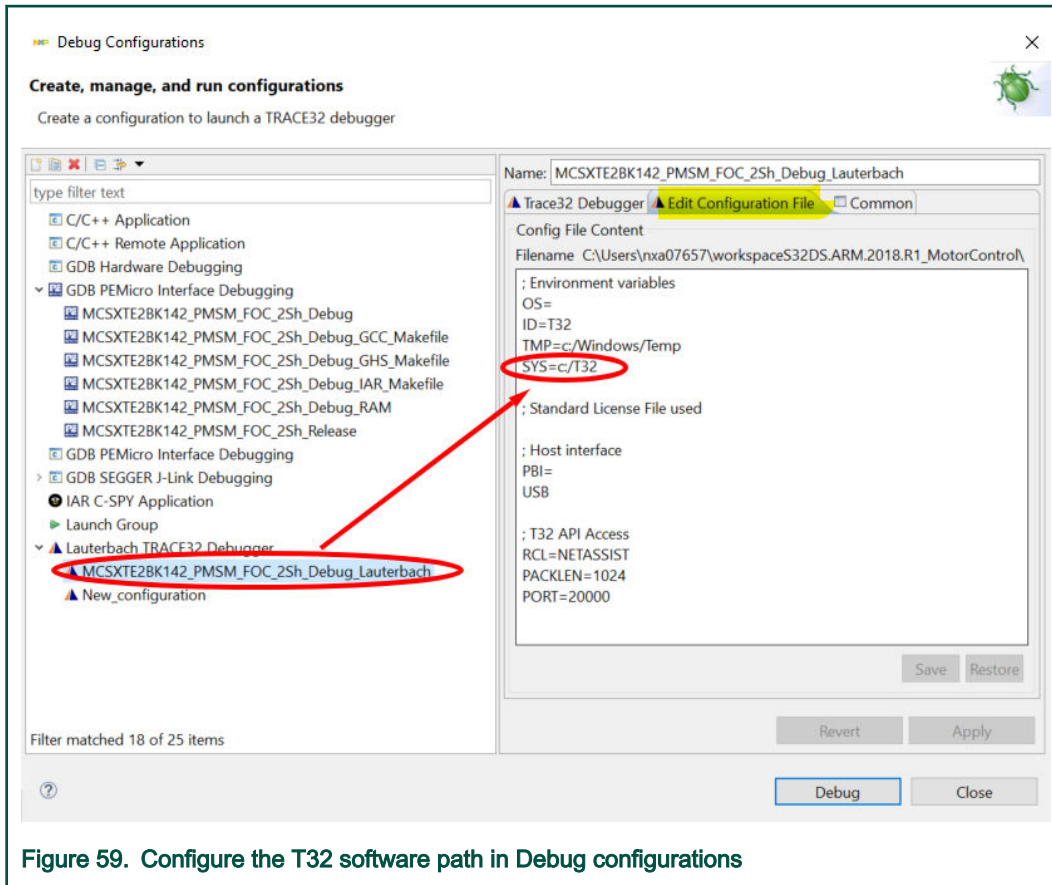 NXP Debug Configurations
Create, manage, and run configurations
Create a configuration to launch a TRACE32 debugger
type filter text
C/C++ Application
C/C++ Remote Application
GDB Hardware Debugging
GDB PEMicro Interface Debugging
MCSXTE2BK142_PMSM_FOC_2Sh_Debug
MCSXTE2BK142_PMSM_FOC_2Sh_Debug_GCC_Makefile
MCSXTE2BK142_PMSM_FOC_2Sh_Debug_GHS_Makefile
MCSXTE2BK142_PMSM_FOC_2Sh_Debug_IAR_Makefile
MCSXTE2BK142_PMSM_FOC_2Sh_Debug_RAM
MCSXTE2BK142_PMSM_FOC_2Sh_Release
GDB PEMicro Interface Debugging
GDB SEGGER J-Link Debugging
IAR C-SPY Application
Launch Group
Lauterbach TRACE32 Debugger
MCSXTE2BK142_PMSM_FOC_2Sh_Debug_Lauterbach
New_configuration
Filter matched 18 of 25 items
Name: MCSXTE2BK142_PMSM_FOC_2Sh_Debug_Lauterbach
Trace32 Debugger Edit Configuration File Common
Config File Content
Filename C:\Users\nxa07657\workspaceS32DS.ARM.2018.R1_MotorControl\
; Environment variables
OS=
ID=T32
TMP=c:/Windows/Temp
SYS=c:/T32
; Standard License File used
; Host interface
PBI=
USB
; T32 API Access
RCL=NETASSIST
PACKLEN=1024
PORT=20000
Save Restore
Revert Apply
Debug Close
Figure 59. Configure the T32 software path in Debug configurations